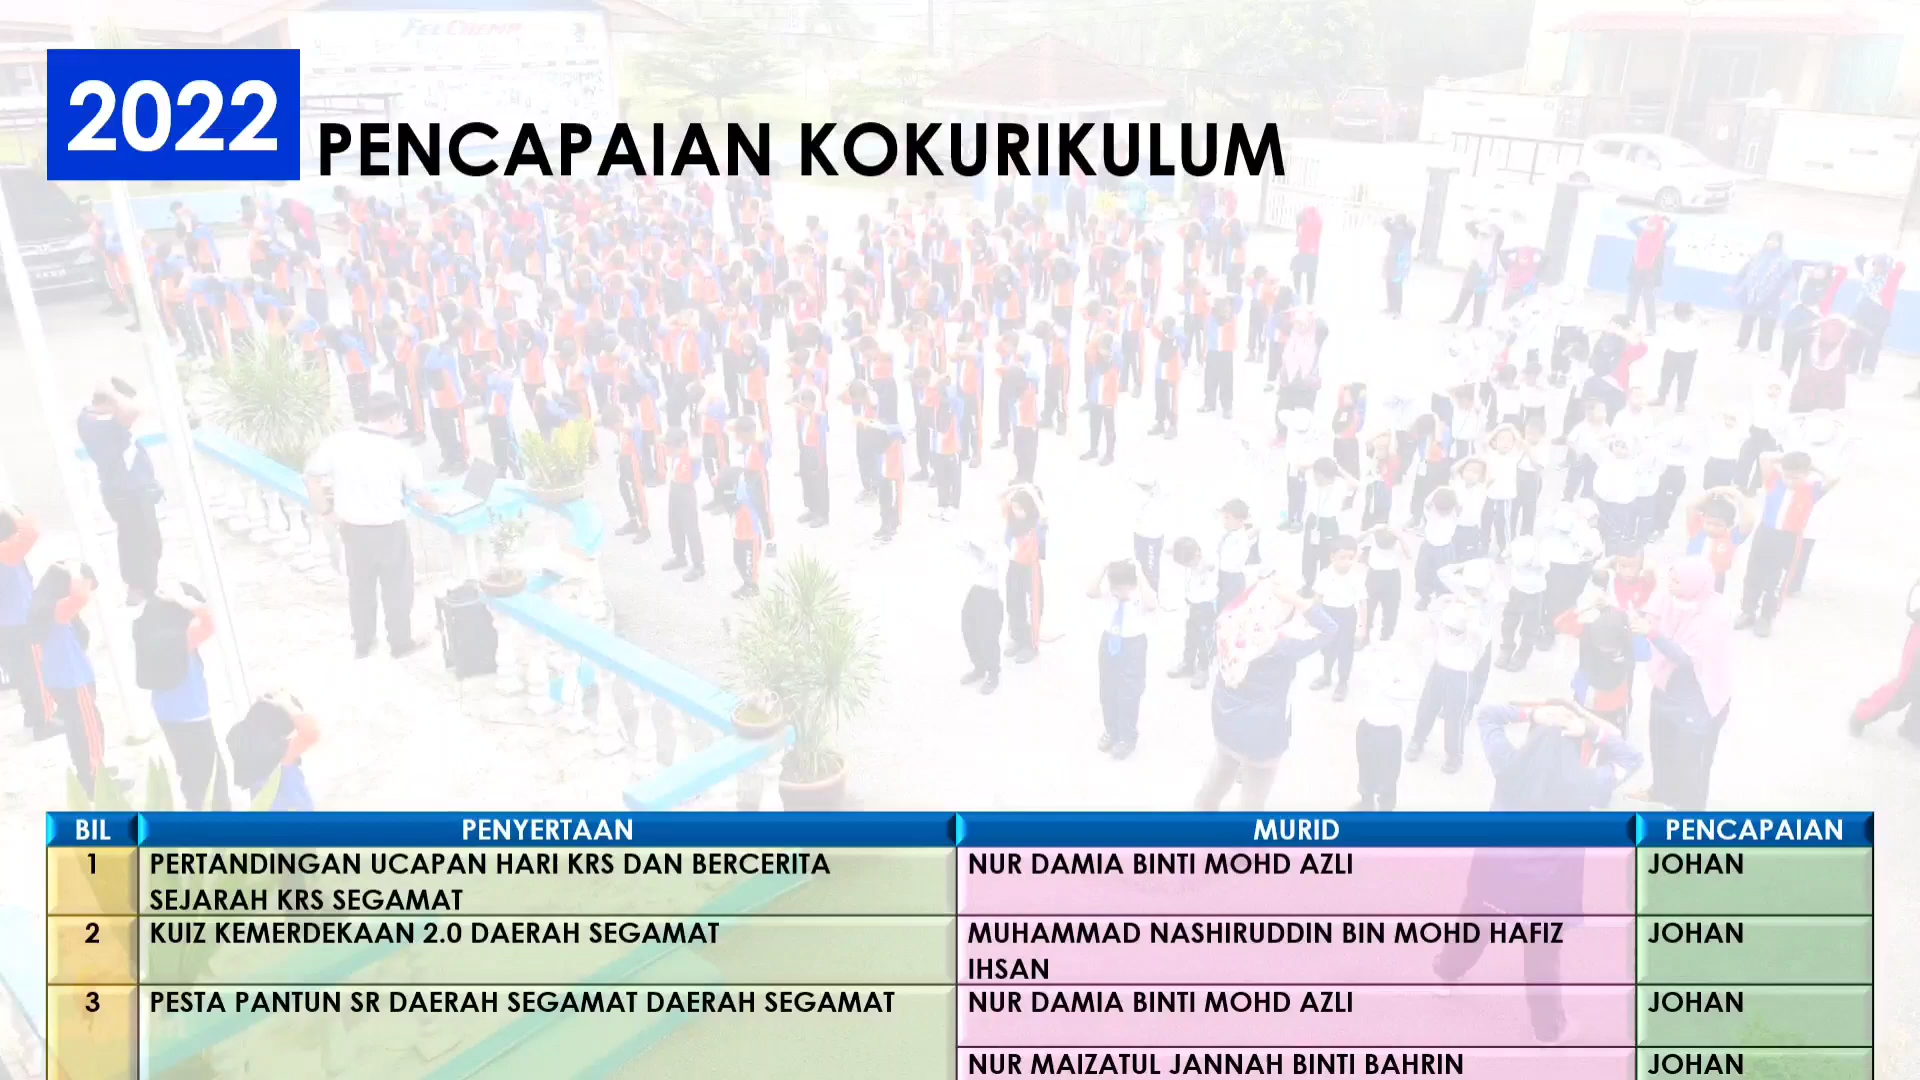 FELCHEMP
2022
PENCAPAIAN KOKURIKULUM
BIL PENYERTAAN MURID PENCAPAIAN
1 PERTANDINGAN UCAPAN HARI KRS DAN BERCERITA NUR DAMIA BINTI MOHD AZLI JOHAN
SEJARAH KRS SEGAMAT
2 KUIZ KEMERDEKAAN 2.0 DAERAH SEGAMAT MUHAMMAD NASHIRUDDIN BIN MOHD HAFIZ JOHAN
IHSAN
3 PESTA PANTUN SR DAERAH SEGAMAT DAERAH SEGAMAT NUR DAMIA BINTI MOHD AZLI JOHAN
NUR MAIZATUL JANNAH BINTI BAHRIN JOHAN